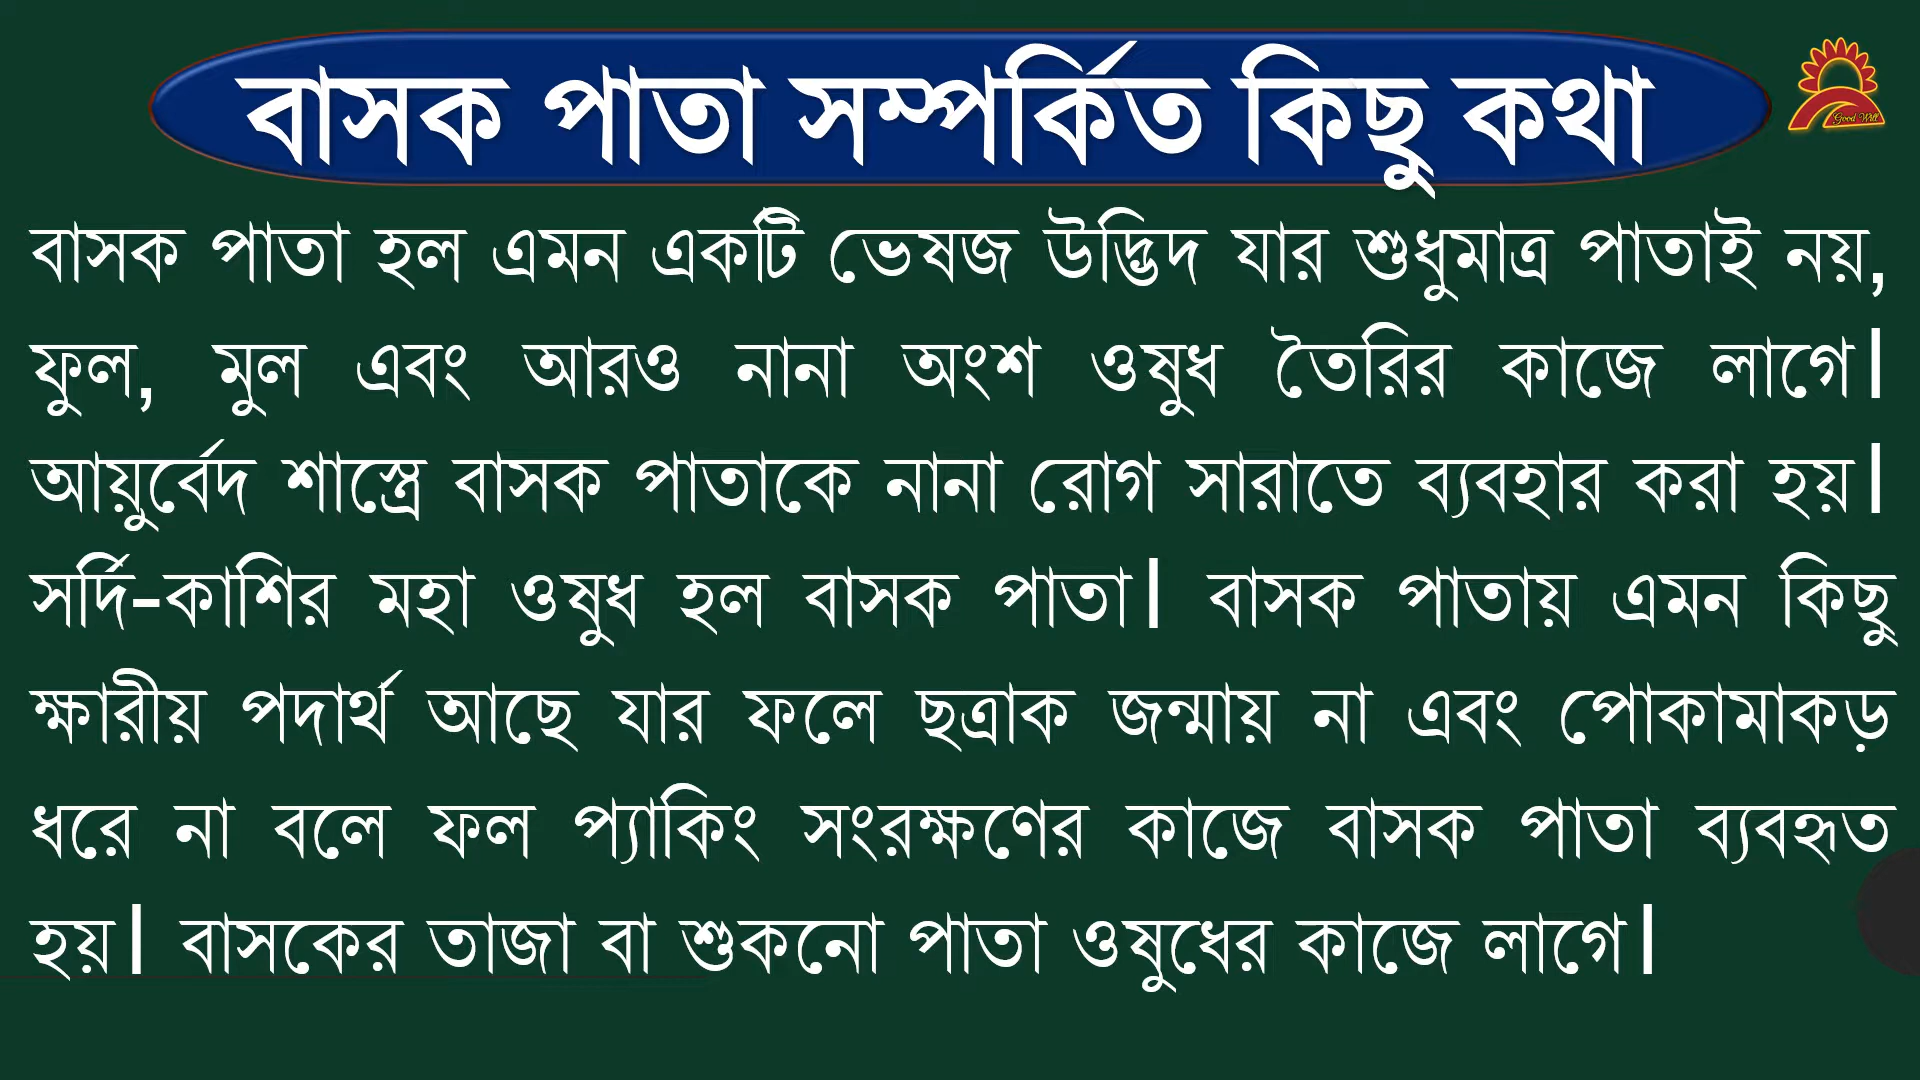 বাসক পাতা সম্পর্কিত কিছু কথা
Good Will
বাসক পাতা হল এমন একটি ভেষজ উদ্ভিদ যার শুধুমাত্র পাতাই নয়,
ফুল, মুল এবং আরও নানা অংশ ওষুধ তৈরির কাজে লাগে।
আয়ুর্বেদ শাস্ত্রে বাসক পাতাকে নানা রোগ সারাতে ব্যবহার করা হয়।
সর্দি-কাশির মহা ওষুধ হল বাসক পাতা। বাসক পাতায় এমন কিছু
ক্ষারীয় পদার্থ আছে যার ফলে ছত্রাক জন্মায় না এবং পোকামাকড়
ধরে না বলে ফল প্যাকিং সংরক্ষণের কাজে বাসক পাতা ব্যবহৃত
হয়। বাসকের তাজা বা শুকনো পাতা ওষুধের কাজে লাগে।